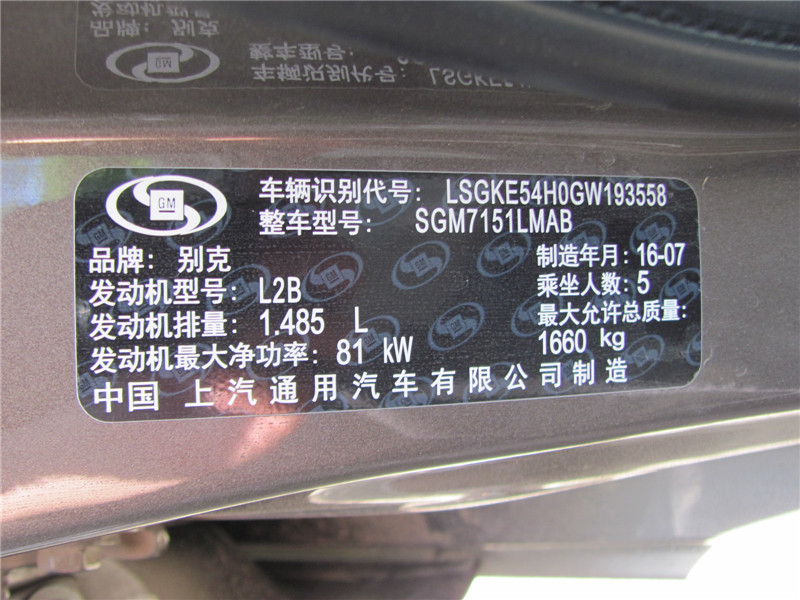 车辆识别代号: LSGKE54H0GW193558
整车型号: SGM7151LMAB
GM
品牌: 别克
制造年月: 16-07
发动机型号: L2B
乘坐人数: 5
发动机排量: 1.485 L
最大允许总质量:
1660 kg
发动机最大净功率: 81 kW
中国 上汽通用汽车有限公司制造